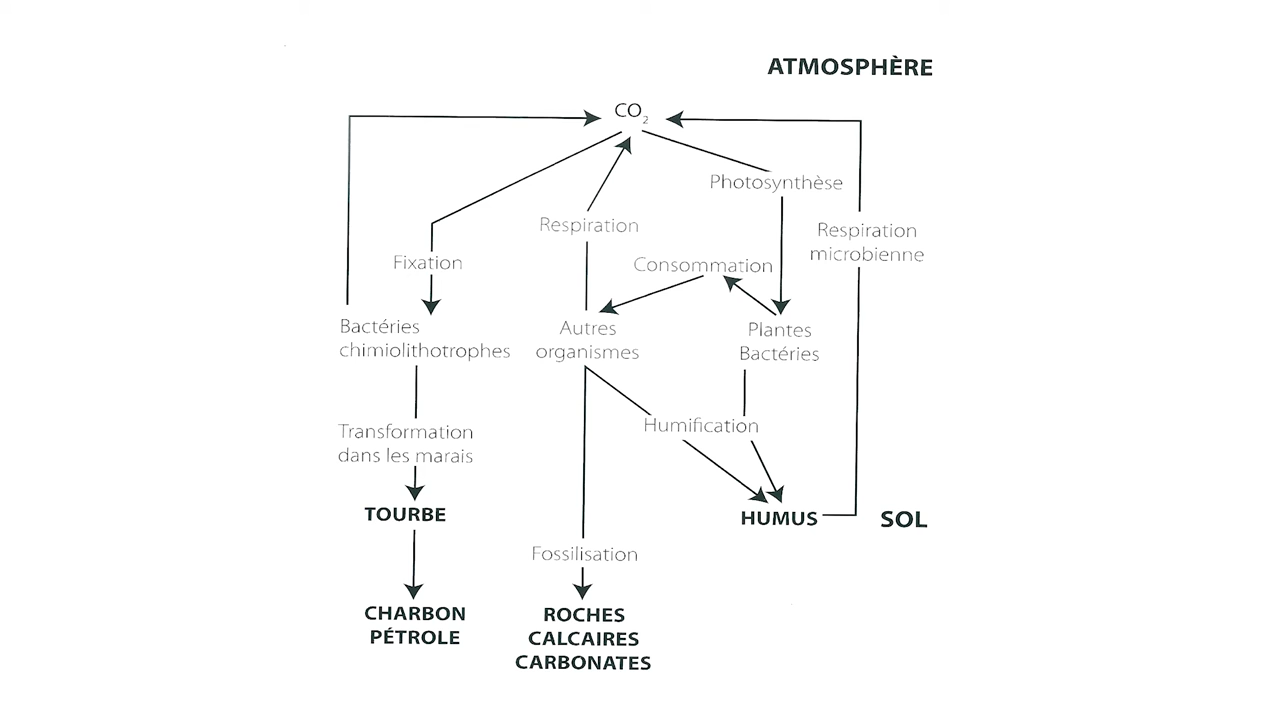 ATMOSPHÈRE
CO₂
Photosynthèse
Respiration
Respiration
microbienne
Fixation
Consommation
Bactéries
chimiolithotrophes
Autres
organismes
Plantes
Bactéries
Transformation
dans les marais
Humification
TOURBE
HUMUS
SOL
Fossilisation
CHARBON
PÉTROLE
ROCHES
CALCAIRES
CARBONATES